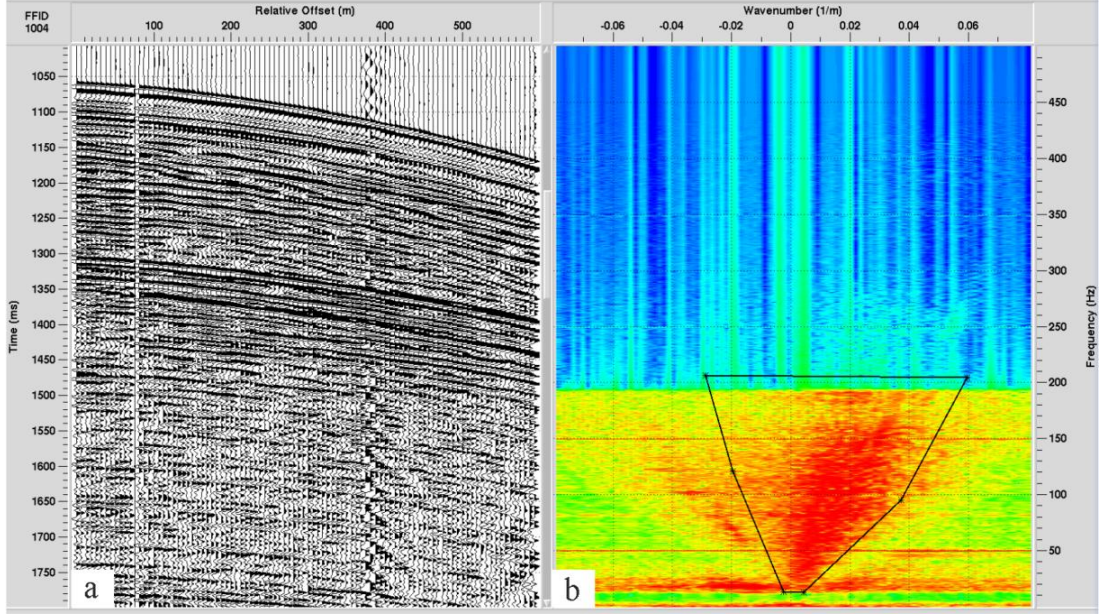 FFID
1004
Relative Offset (m)
100 200 300 400 500
Time (ms)
1050
1100
1150
1200
1250
1300
1350
1400
1450
1500
1550
1600
1650
1700
1750
a
Wavenumber (1/m)
-0.06 -0.04 -0.02 0 0.02 0.04 0.06
450
400
350
300
250
200
150
100
50
Frequency (Hz)
b